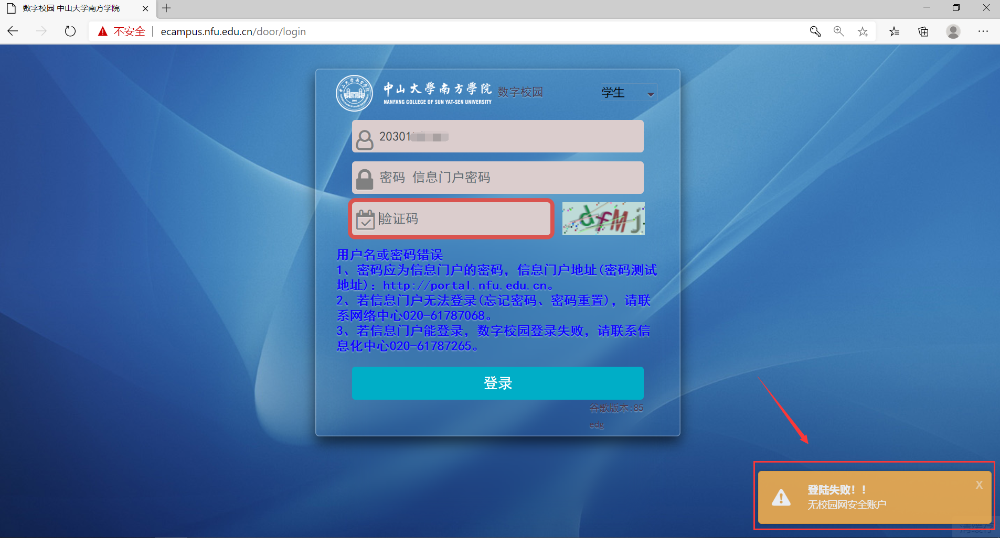 数字校园 中山大学南方学院
不安全 | ecampus.nfu.edu.cn/door/login
中山大學南方學院 数字校园 学生
NANFANG COLLEGE OF SUN YAT-SEN UNIVERSITY
20301
密码 信息门户密码
验证码 dfMj
用户名或密码错误
1、密码应为信息门户的密码，信息门户地址(密码测试
地址)：http://portal.nfu.edu.cn。
2、若信息门户无法登录(忘记密码、密码重置)，请联
系网络中心020-61787068。
3、若信息门户能登录，数字校园登录失败，请联系信
息化中心020-61787265。
登录
谷歌版本:85
edg
登陆失败！！ X
无校园网安全账户
清缓存